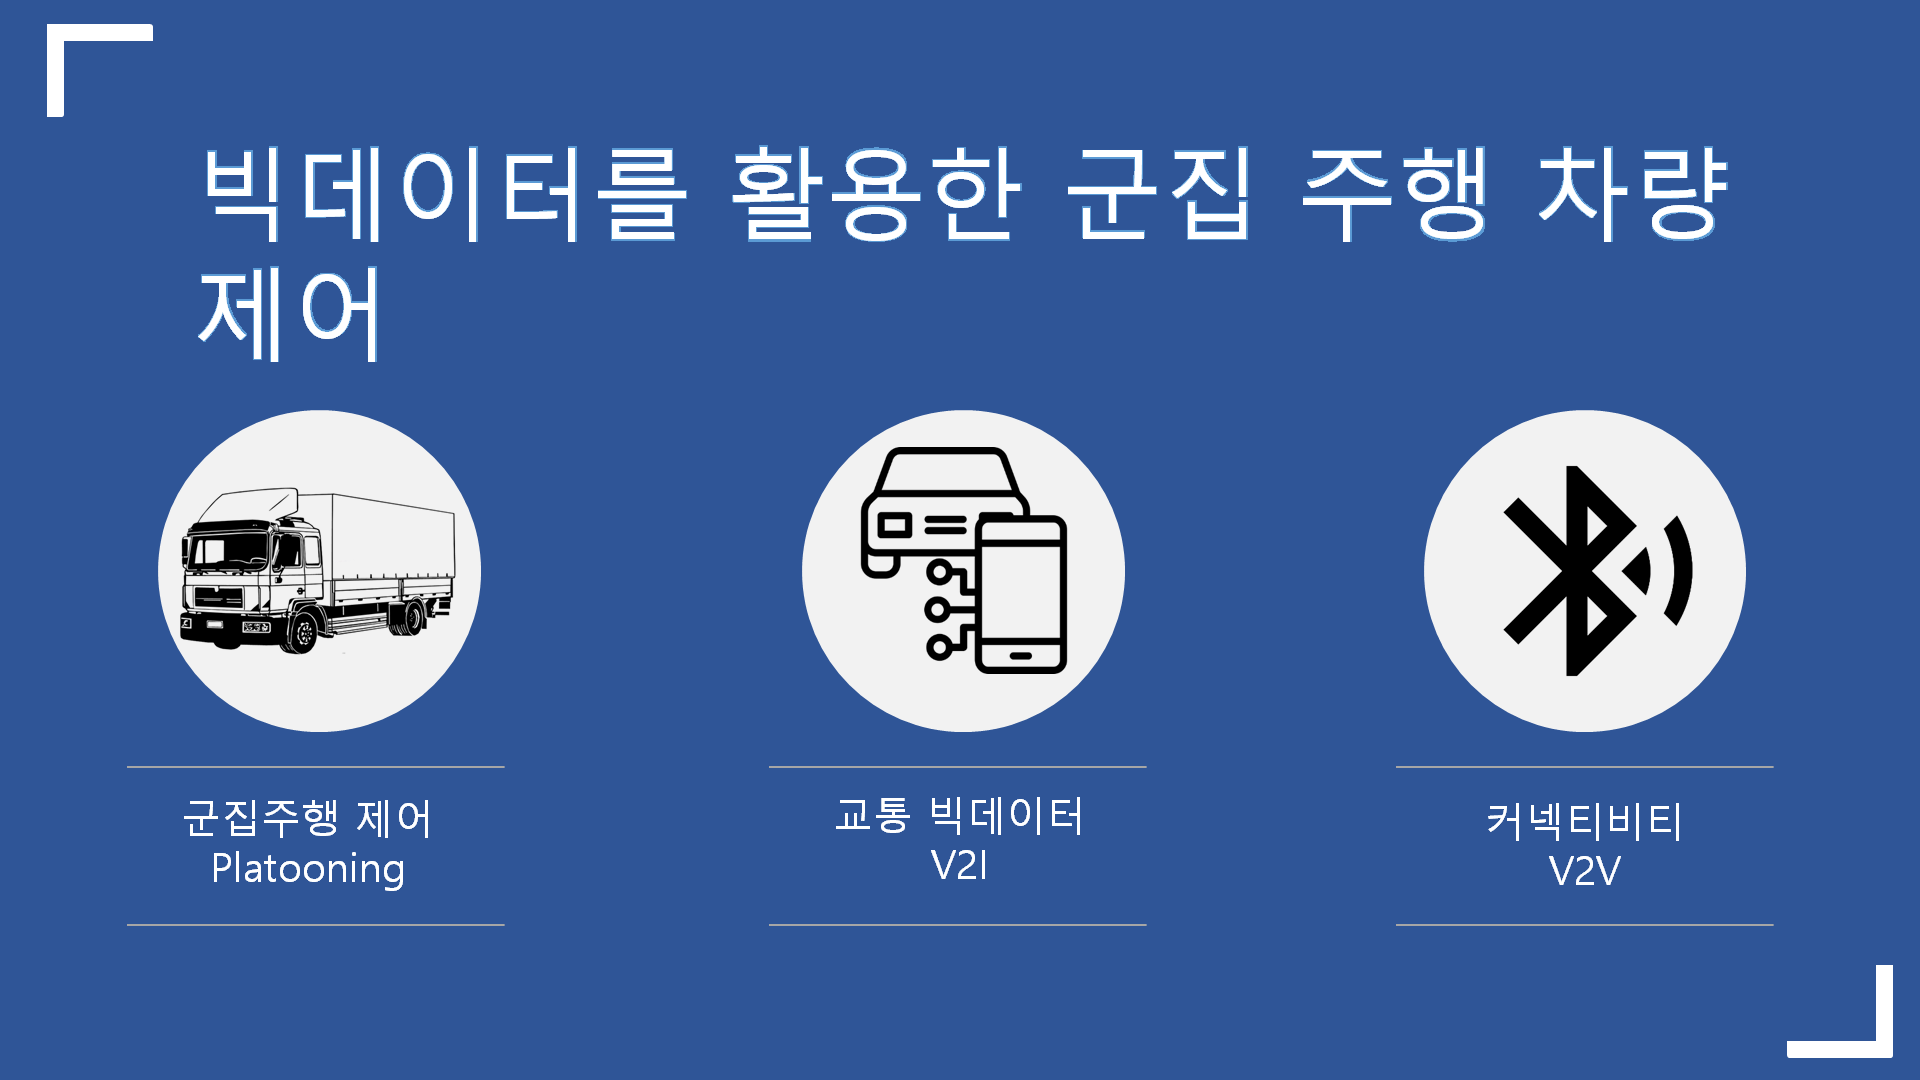 빅데이터를 활용한 군집 주행 차량
제어
군집주행 제어
Platooning
교통 빅데이터
V2I
커넥티비티
V2V